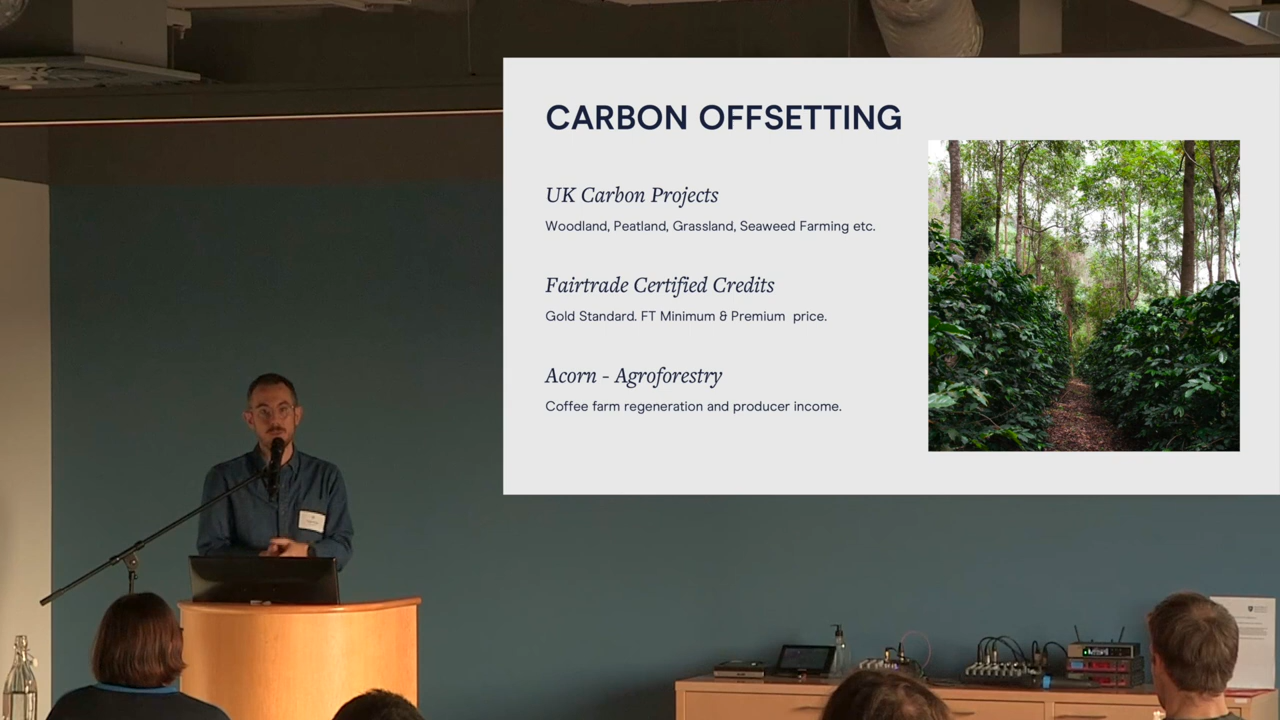 CARBON OFFSETTING
UK Carbon Projects
Woodland, Peatland, Grassland, Seaweed Farming etc.
Fairtrade Certified Credits
Gold Standard. FT Minimum & Premium  price.
Acorn - Agroforestry
Coffee farm regeneration and producer income.